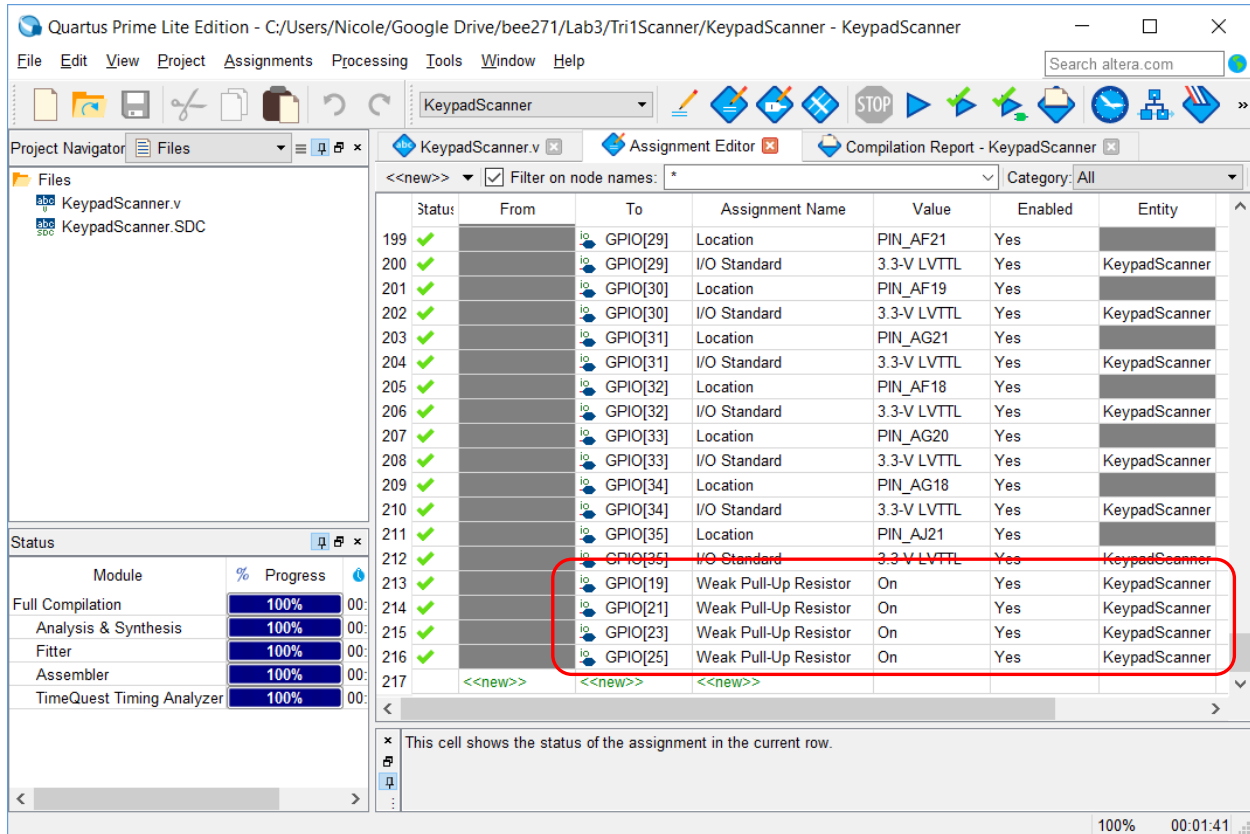 Quartus Prime Lite Edition - C:/Users/Nicole/Google Drive/bee271/Lab3/Tri1Scanner/KeypadScanner - KeypadScanner
File Edit View Project Assignments Processing Tools Window Help
Search altera.com
KeypadScanner
STOP
»
Project Navigator Files
Files
abc KeypadScanner.v
abc SDC KeypadScanner.SDC
abc KeypadScanner.v Assignment Editor Compilation Report - KeypadScanner
<<new>> Filter on node names: * Category: All
Status From To Assignment Name Value Enabled Entity
199 GPIO[29] Location PIN_AF21 Yes
200 GPIO[29] I/O Standard 3.3-V LVTTL Yes KeypadScanner
201 GPIO[30] Location PIN_AF19 Yes
202 GPIO[30] I/O Standard 3.3-V LVTTL Yes KeypadScanner
203 GPIO[31] Location PIN_AG21 Yes
204 GPIO[31] I/O Standard 3.3-V LVTTL Yes KeypadScanner
205 GPIO[32] Location PIN_AF18 Yes
206 GPIO[32] I/O Standard 3.3-V LVTTL Yes KeypadScanner
207 GPIO[33] Location PIN_AG20 Yes
208 GPIO[33] I/O Standard 3.3-V LVTTL Yes KeypadScanner
209 GPIO[34] Location PIN_AG18 Yes
210 GPIO[34] I/O Standard 3.3-V LVTTL Yes KeypadScanner
211 GPIO[35] Location PIN_AJ21 Yes
212 GPIO[35] I/O Standard 3.3-V LVTTL Yes KeypadScanner
213 GPIO[19] Weak Pull-Up Resistor On Yes KeypadScanner
214 GPIO[21] Weak Pull-Up Resistor On Yes KeypadScanner
215 GPIO[23] Weak Pull-Up Resistor On Yes KeypadScanner
216 GPIO[25] Weak Pull-Up Resistor On Yes KeypadScanner
217 <<new>> <<new>> <<new>>
Status
Module % Progress
Full Compilation 100% 00:
Analysis & Synthesis 100% 00:
Fitter 100% 00:
Assembler 100% 00:
TimeQuest Timing Analyzer 100% 00:
This cell shows the status of the assignment in the current row.
100% 00:01:41